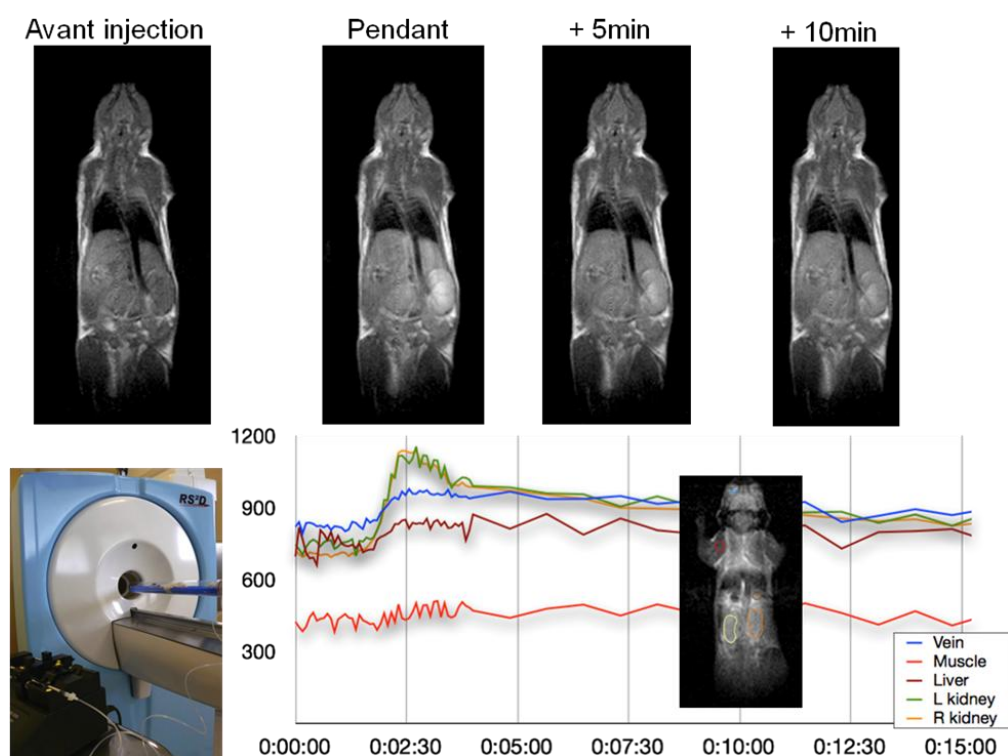 Avant injection
Pendant
+ 5min
+ 10min
RS²D
1200
900
600
300
Vein
Muscle
Liver
L kidney
R kidney
0:00:00
0:02:30
0:05:00
0:07:30
0:10:00
0:12:30
0:15:00